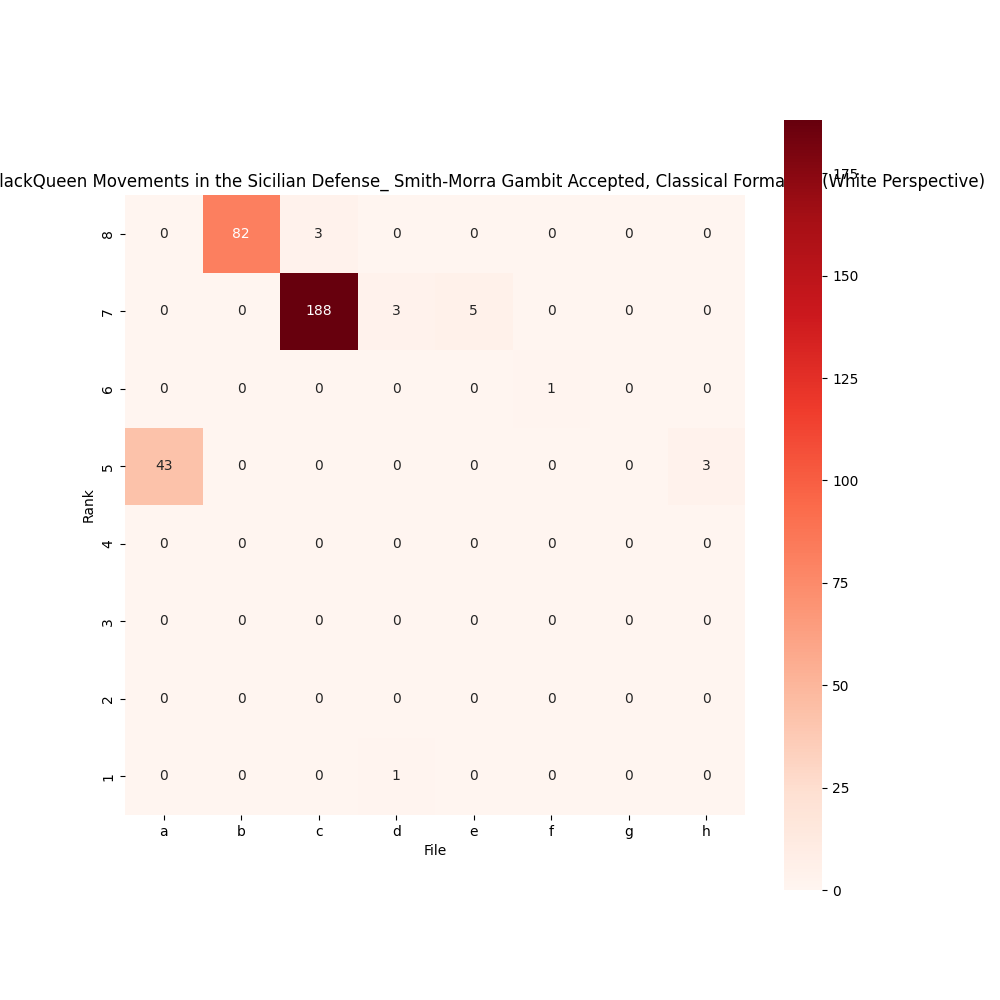 lackQueen Movements in the Sicilian Defense_ Smith-Morra Gambit Accepted, Classical Forma (White Perspective)
175
8 0 82 3 0 0 0 0 0
7 0 0 188 3 5 0 0 0
150
6 0 0 0 0 0 1 0 0
125
5 43 0 0 0 0 0 0 3
100
Rank
4 0 0 0 0 0 0 0 0
75
3 0 0 0 0 0 0 0 0
2 0 0 0 0 0 0 0 0
50
1 0 0 0 1 0 0 0 0
25
a b c d e f g h
File
0